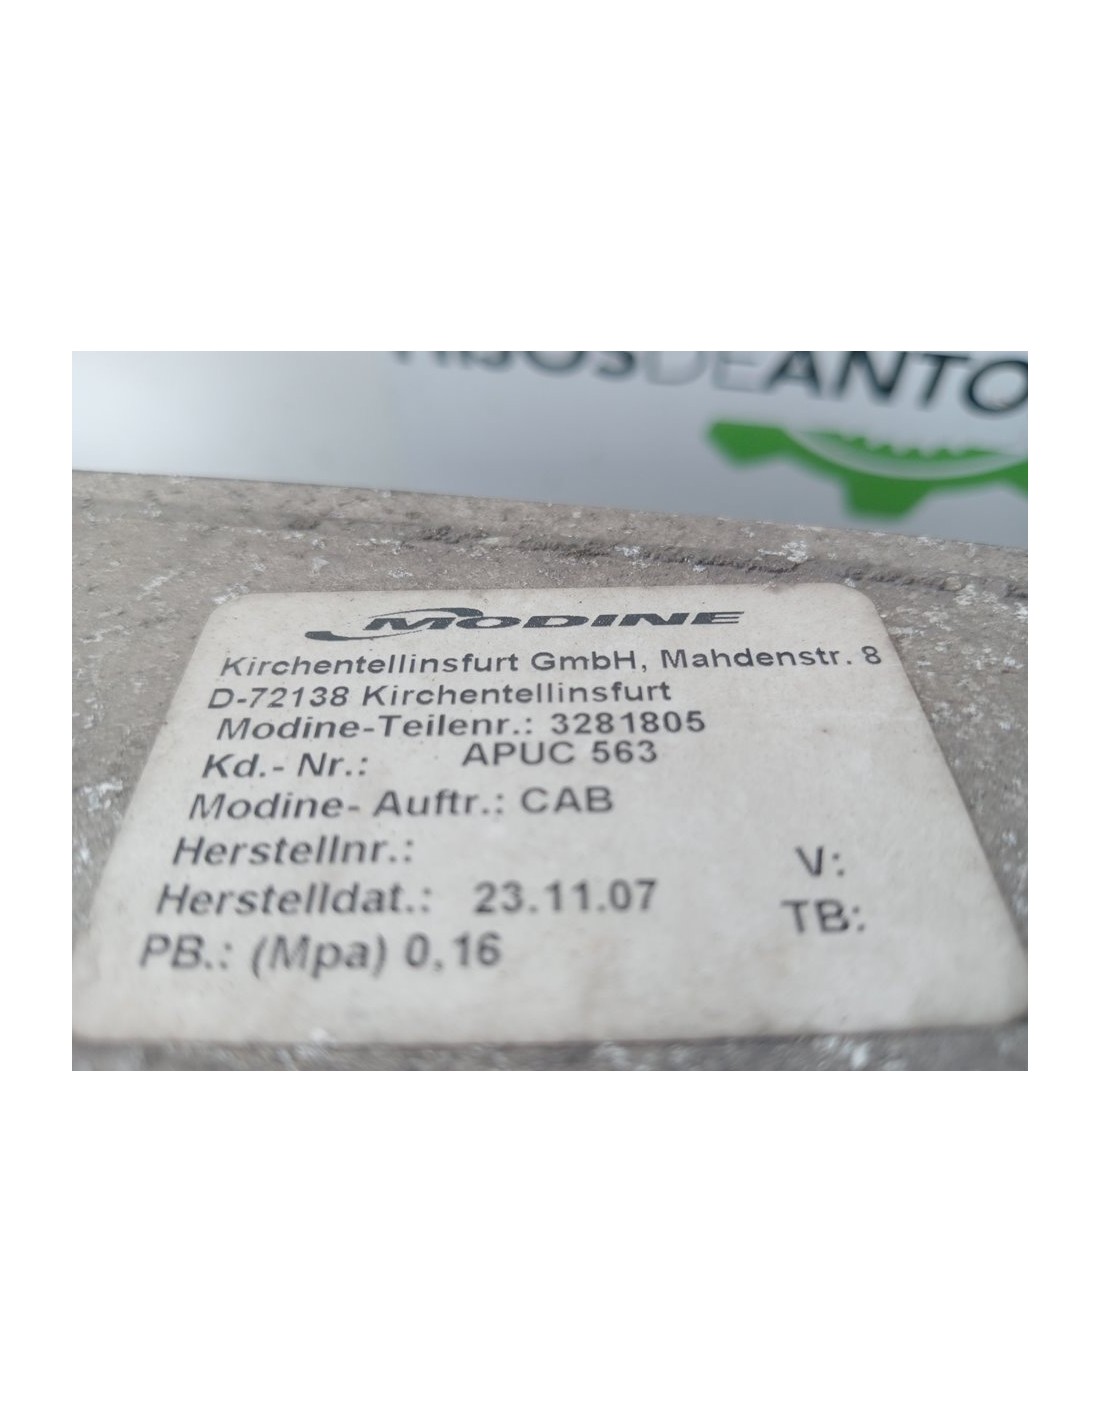 HIJOSDEANTO
MODINE
Kirchentellinsfurt GmbH, Mahdenstr. 8
D-72138 Kirchentellinsfurt
Modine-Teilenr.: 3281805
Kd.- Nr.: APUC 563
Modine- Auftr.: CAB
Herstellnr.:
V:
Herstelldat.: 23.11.07
TB:
PB.: (Mpa) 0,16